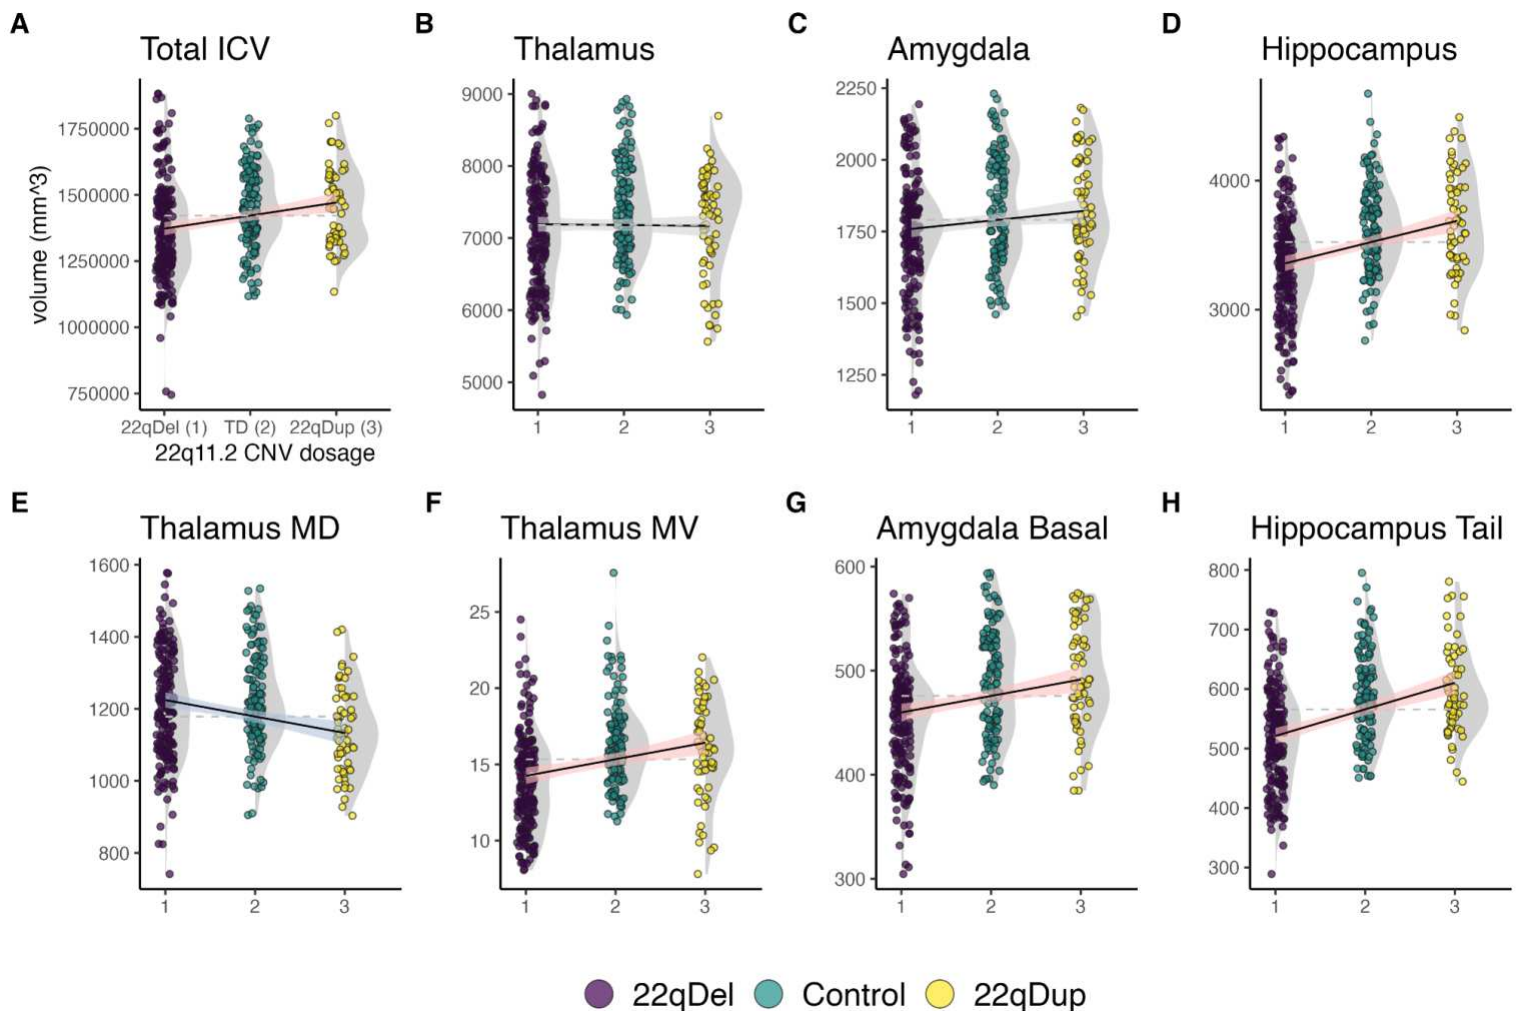 A
Total ICV
volume (mm^3)
1750000
1500000
1250000
1000000
750000
22qDel (1) TD (2) 22qDup (3)
22q11.2 CNV dosage
B
Thalamus
9000
8000
7000
6000
5000
1 2 3
C
Amygdala
2250
2000
1750
1500
1250
1 2 3
D
Hippocampus
4000
3000
1 2 3
E
Thalamus MD
1600
1400
1200
1000
800
1 2 3
F
Thalamus MV
25
20
15
10
1 2 3
G
Amygdala Basal
600
500
400
300
1 2 3
H
Hippocampus Tail
800
700
600
500
400
300
1 2 3
22qDel Control 22qDup